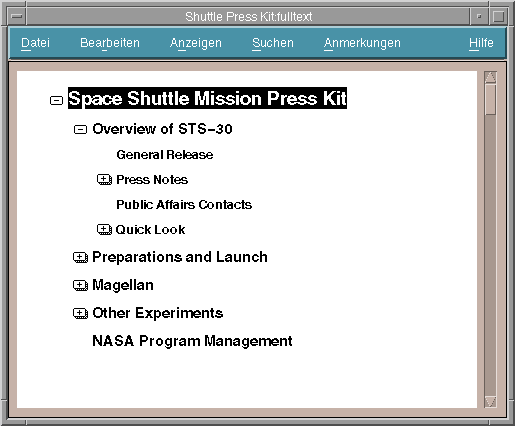 Shuttle Press Kit:fulltext
Datei Bearbeiten Anzeigen Suchen Anmerkungen Hilfe
Space Shuttle Mission Press Kit
Overview of STS-30
General Release
Press Notes
Public Affairs Contacts
Quick Look
Preparations and Launch
Magellan
Other Experiments
NASA Program Management